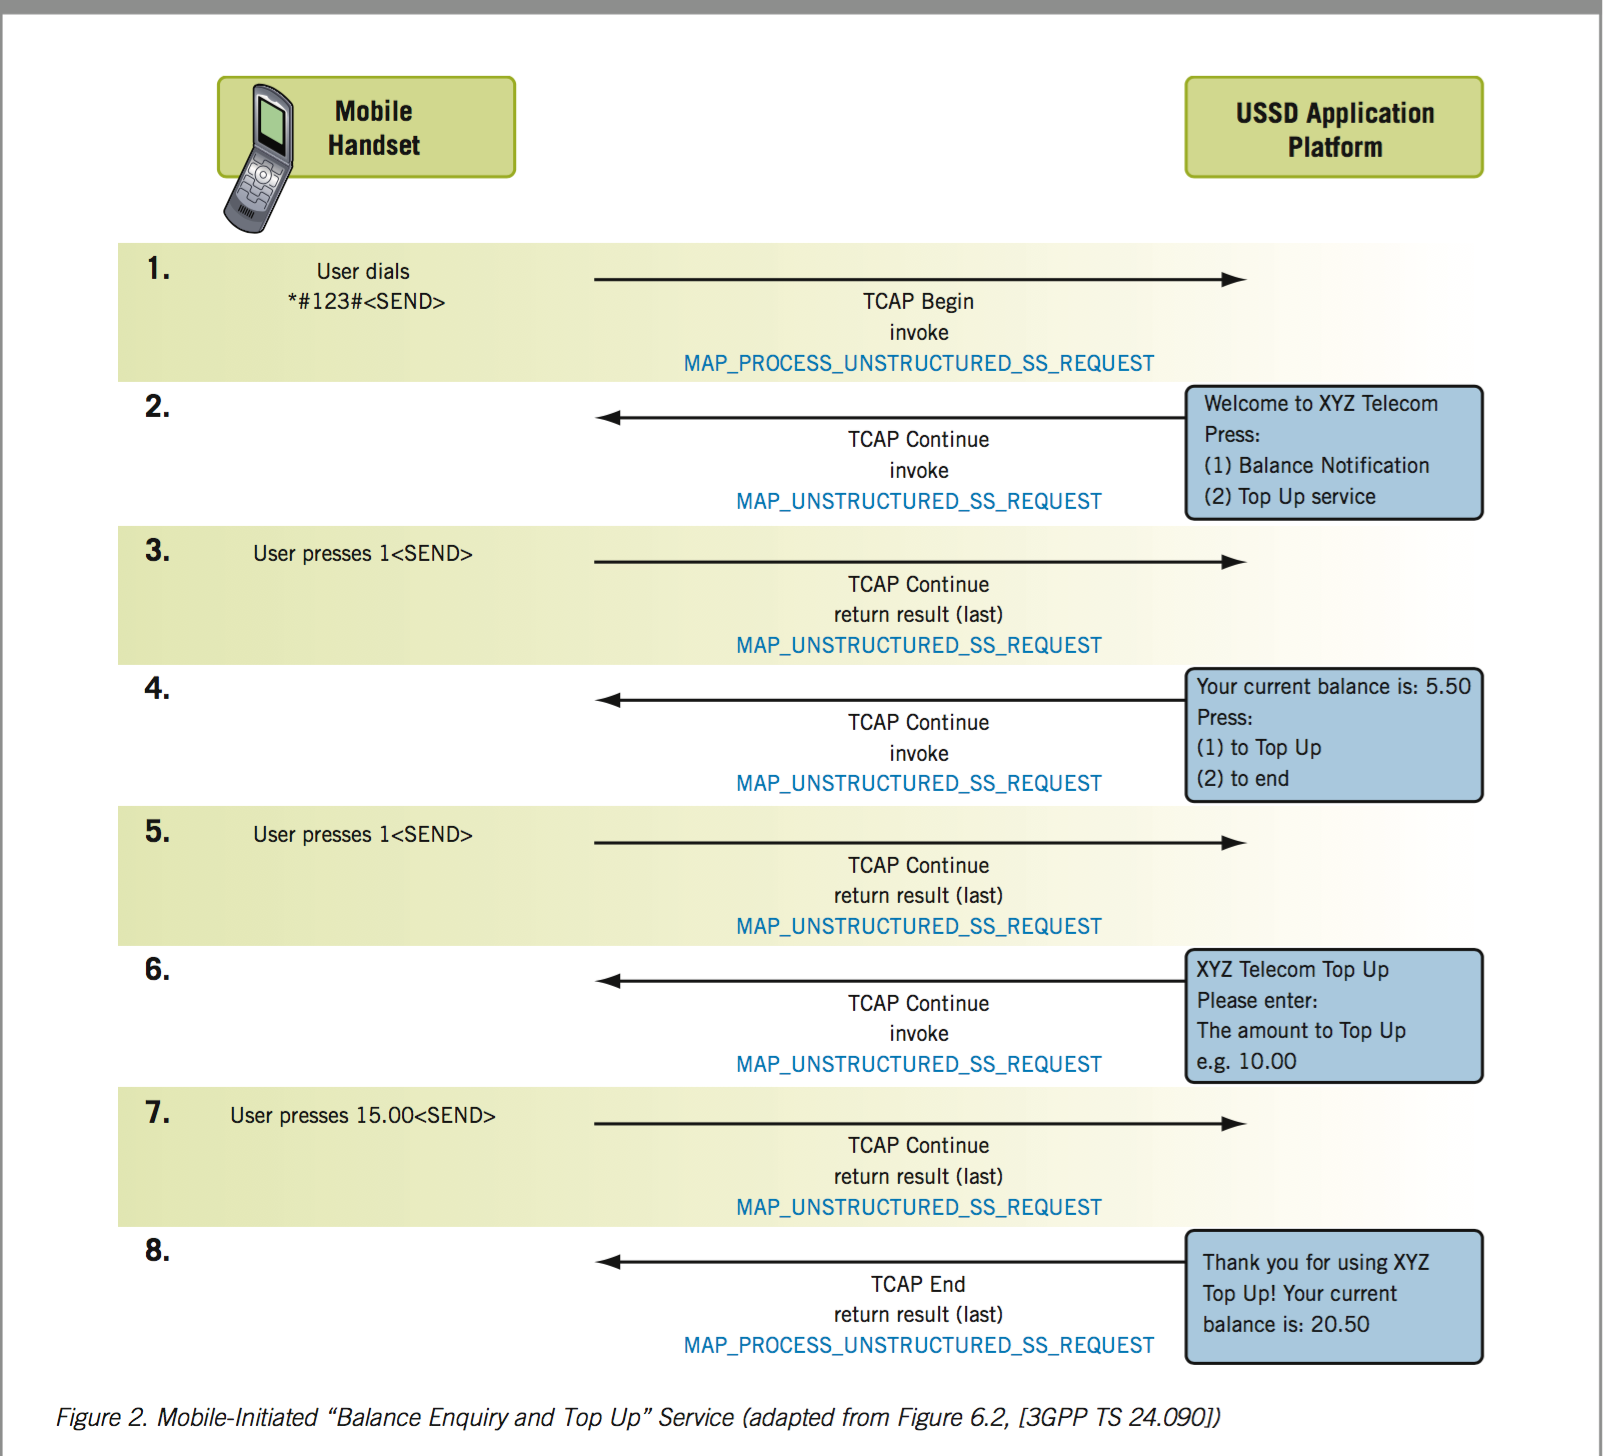 Mobile
Handset
USSD Application
Platform
1.
User dials
*#123#<SEND>
TCAP Begin
invoke
MAP_PROCESS_UNSTRUCTURED_SS_REQUEST
2.
TCAP Continue
invoke
MAP_UNSTRUCTURED_SS_REQUEST
Welcome to XYZ Telecom
Press:
(1) Balance Notification
(2) Top Up service
3.
User presses 1<SEND>
TCAP Continue
return result (last)
MAP_UNSTRUCTURED_SS_REQUEST
4.
TCAP Continue
invoke
MAP_UNSTRUCTURED_SS_REQUEST
Your current balance is: 5.50
Press:
(1) to Top Up
(2) to end
5.
User presses 1<SEND>
TCAP Continue
return result (last)
MAP_UNSTRUCTURED_SS_REQUEST
6.
TCAP Continue
invoke
MAP_UNSTRUCTURED_SS_REQUEST
XYZ Telecom Top Up
Please enter:
The amount to Top Up
e.g. 10.00
7.
User presses 15.00<SEND>
TCAP Continue
return result (last)
MAP_UNSTRUCTURED_SS_REQUEST
8.
TCAP End
return result (last)
MAP_PROCESS_UNSTRUCTURED_SS_REQUEST
Thank you for using XYZ
Top Up! Your current
balance is: 20.50
Figure 2. Mobile-Initiated “Balance Enquiry and Top Up” Service (adapted from Figure 6.2, [3GPP TS 24.090])